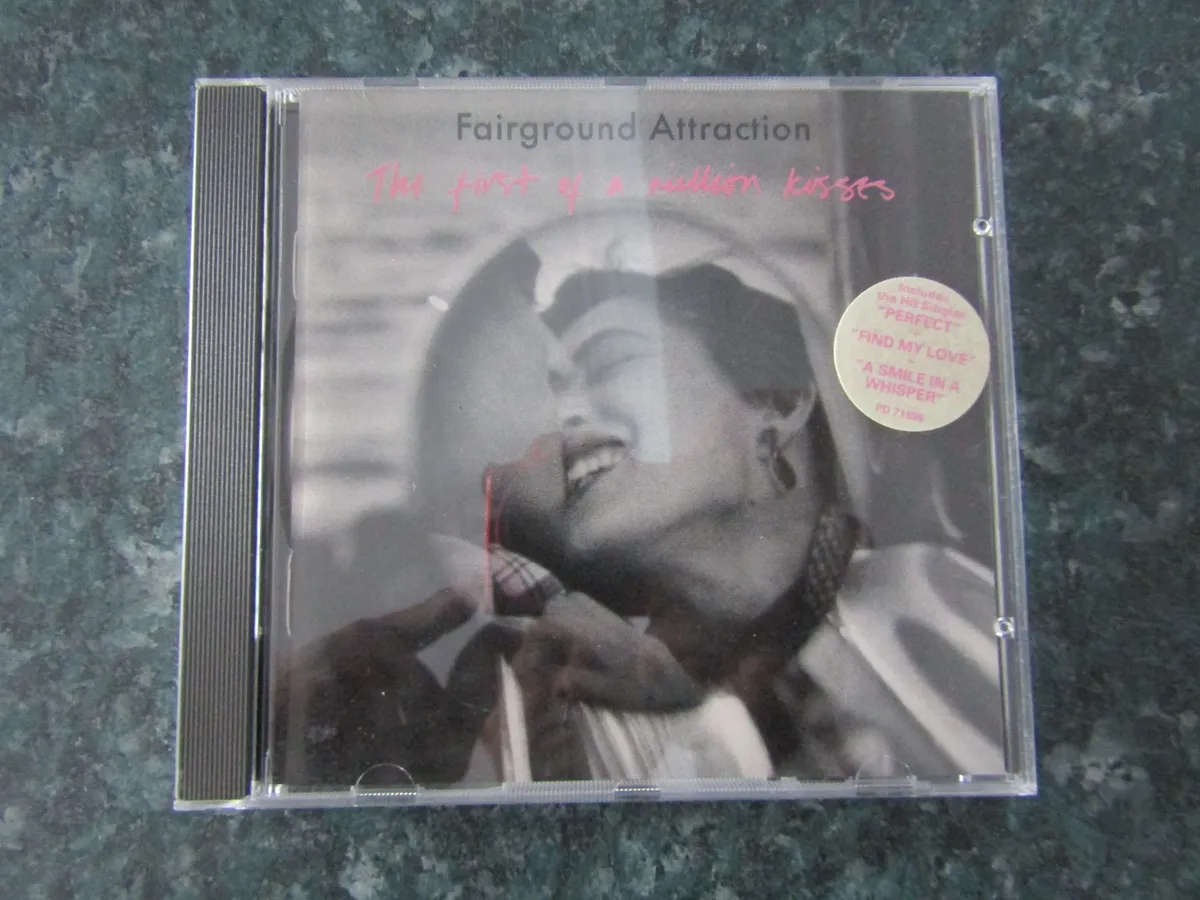 Fairground Attraction
The first of a million kisses
Includes
the Hit Singles
"PERFECT"
+
"FIND MY LOVE"
+
"A SMILE IN A
WHISPER"